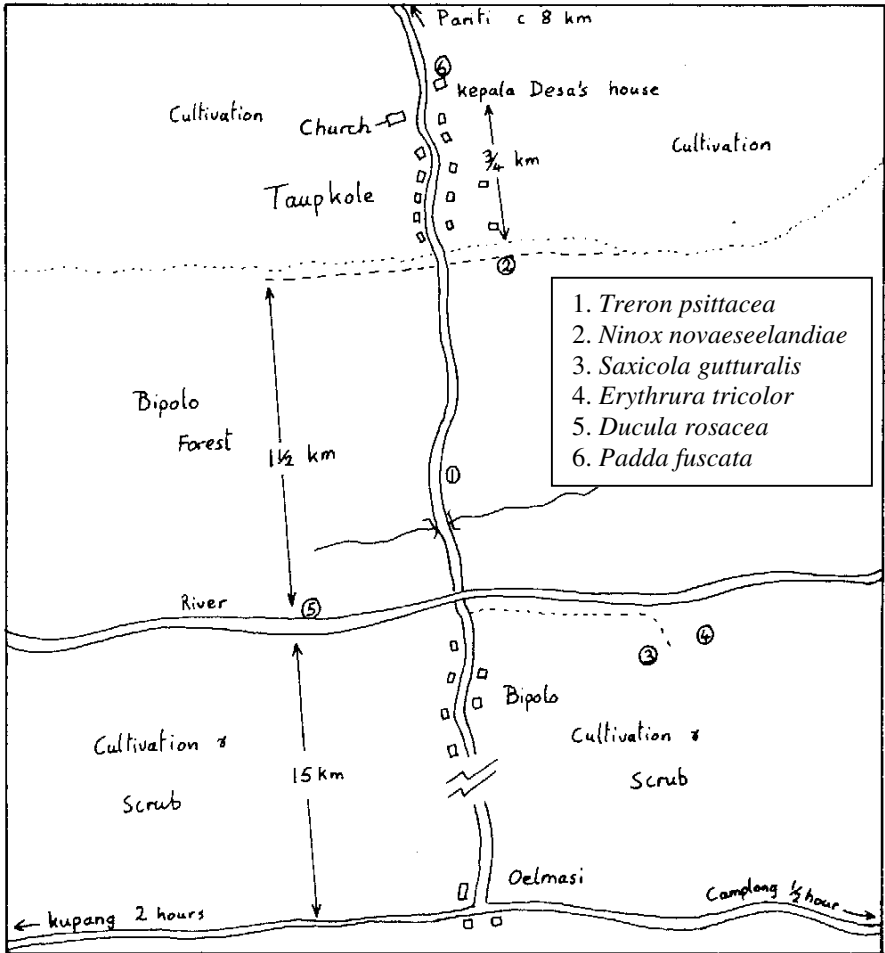 Pariti c 8 km
6
kepala Desa's house
Cultivation
Church
3/4 km
Cultivation
Taupkole
2
1. Treron psittacea
2. Ninox novaeseelandiae
3. Saxicola gutturalis
4. Erythrura tricolor
5. Ducula rosacea
6. Padda fuscata
Bipolo
Forest
1½ km
1
River
5
4
3
Bipolo
Cultivation &
Scrub
15 km
Cultivation &
Scrub
Oelmasi
Camplong ½ hour
kupang 2 hours